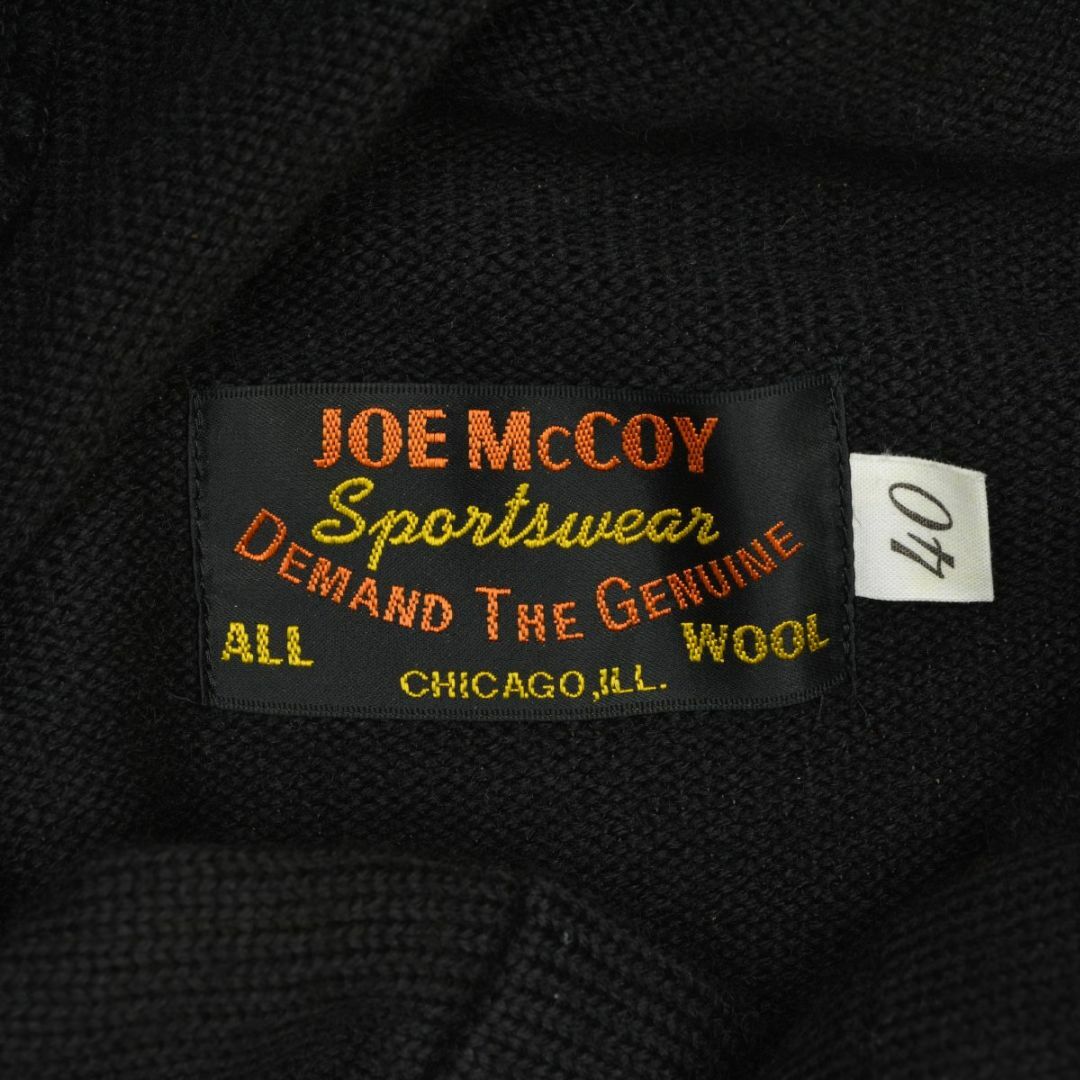 JOE McCOY
Sportswear
DEMAND THE GENUINE
ALL WOOL
CHICAGO, ILL.
40